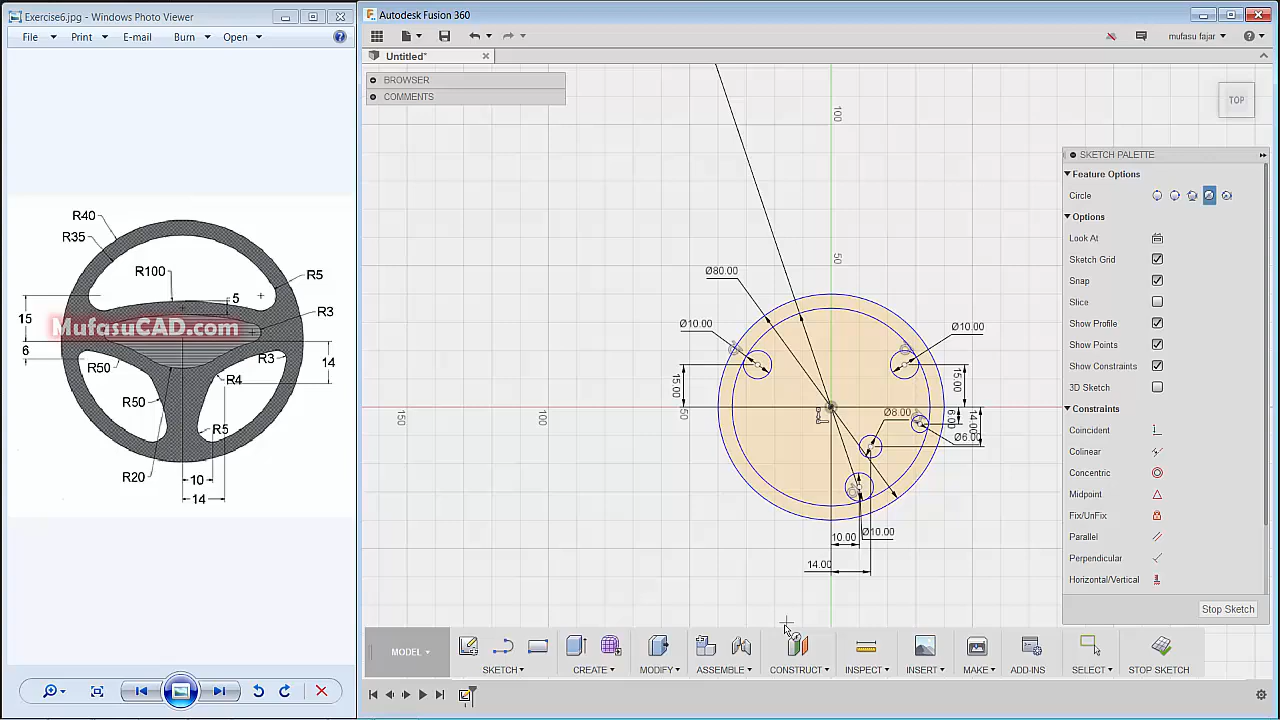 Exercise6.jpg - Windows Photo Viewer
File Print E-mail Burn Open
R40
R35
R100
5
R5
R3
15
6
MufasuCAD.com
R50
R3
14
R4
R50
R5
R20
10
14
Autodesk Fusion 360
mufasu fajar
Untitled*
BROWSER
COMMENTS
TOP
100
50
Ø80.00
Ø10.00
Ø10.00
15.00
15.00
150
100
50
Ø8.00
6.00
14.00
Ø6.00
10.00
Ø10.00
14.00
SKETCH PALETTE
Feature Options
Circle
Options
Look At
Sketch Grid
Snap
Slice
Show Profile
Show Points
Show Constraints
3D Sketch
Constraints
Coincident
Colinear
Concentric
Midpoint
Fix/UnFix
Parallel
Perpendicular
Horizontal/Vertical
Stop Sketch
MODEL
SKETCH CREATE MODIFY ASSEMBLE CONSTRUCT INSPECT INSERT MAKE ADD-INS SELECT STOP SKETCH